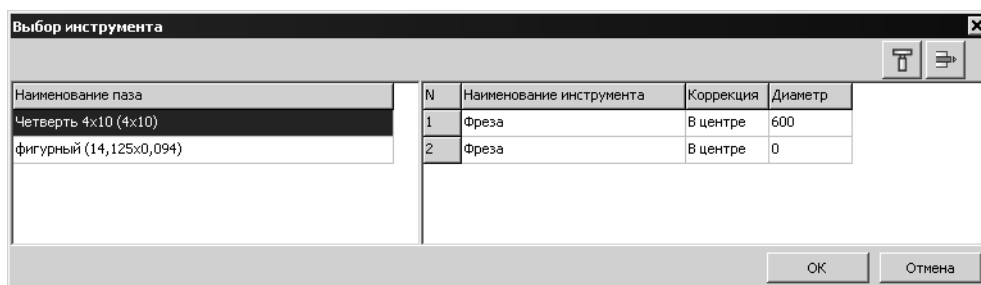 Выбор инструмента
Наименование паза
Четверть 4x10 (4x10)
фигурный (14,125x0,094)
N Наименование инструмента Коррекция Диаметр
1 Фреза В центре 600
2 Фреза В центре 0
OK Отмена